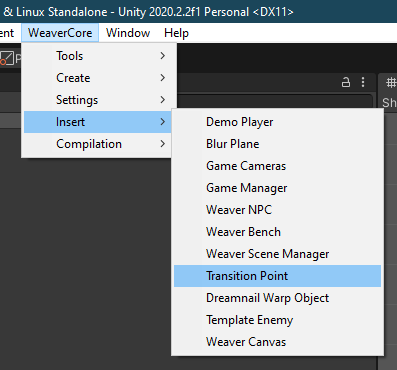 & Linux Standalone - Unity 2020.2.2f1 Personal <DX11>
ent WeaverCore Window Help
Tools
Create
Settings
Insert
Compilation
Demo Player
Blur Plane
Game Cameras
Game Manager
Weaver NPC
Weaver Bench
Weaver Scene Manager
Transition Point
Dreamnail Warp Object
Template Enemy
Weaver Canvas
P
Sh